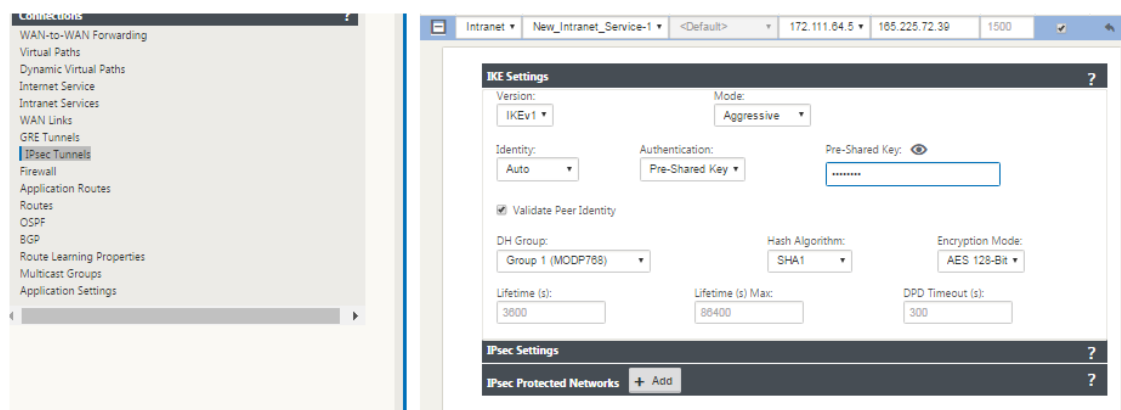 Connections ?
WAN-to-WAN Forwarding
Virtual Paths
Dynamic Virtual Paths
Internet Service
Intranet Services
WAN Links
GRE Tunnels
IPsec Tunnels
Firewall
Application Routes
Routes
OSPF
BGP
Route Learning Properties
Multicast Groups
Application Settings
Intranet New_Intranet_Service-1 <Default> 172.111.64.5 165.225.72.39 1500
IKE Settings ?
Version: Mode:
IKEv1 Aggressive
Identity: Authentication: Pre-Shared Key:
Auto Pre-Shared Key ········
Validate Peer Identity
DH Group: Hash Algorithm: Encryption Mode:
Group 1 (MODP768) SHA1 AES 128-Bit
Lifetime (s): Lifetime (s) Max: DPD Timeout (s):
3600 86400 300
IPsec Settings ?
IPsec Protected Networks + Add ?